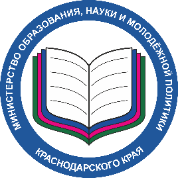 МИНИСТЕРСТВО ОБРАЗОВАНИЯ, НАУКИ И МОЛОДЁЖНОЙ ПОЛИТИКИ
КРАСНОДАРСКОГО КРАЯ